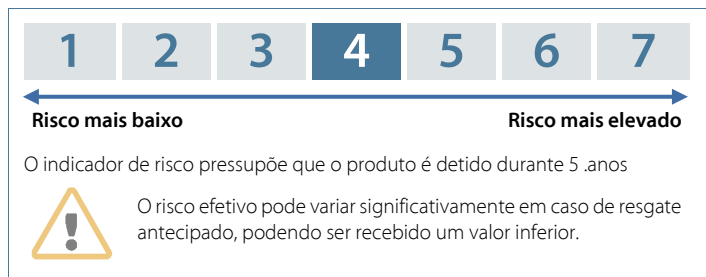 1 2 3 4 5 6 7
Risco mais baixo Risco mais elevado
O indicador de risco pressupõe que o produto é detido durante 5 .anos
O risco efetivo pode variar significativamente em caso de resgate
antecipado, podendo ser recebido um valor inferior.